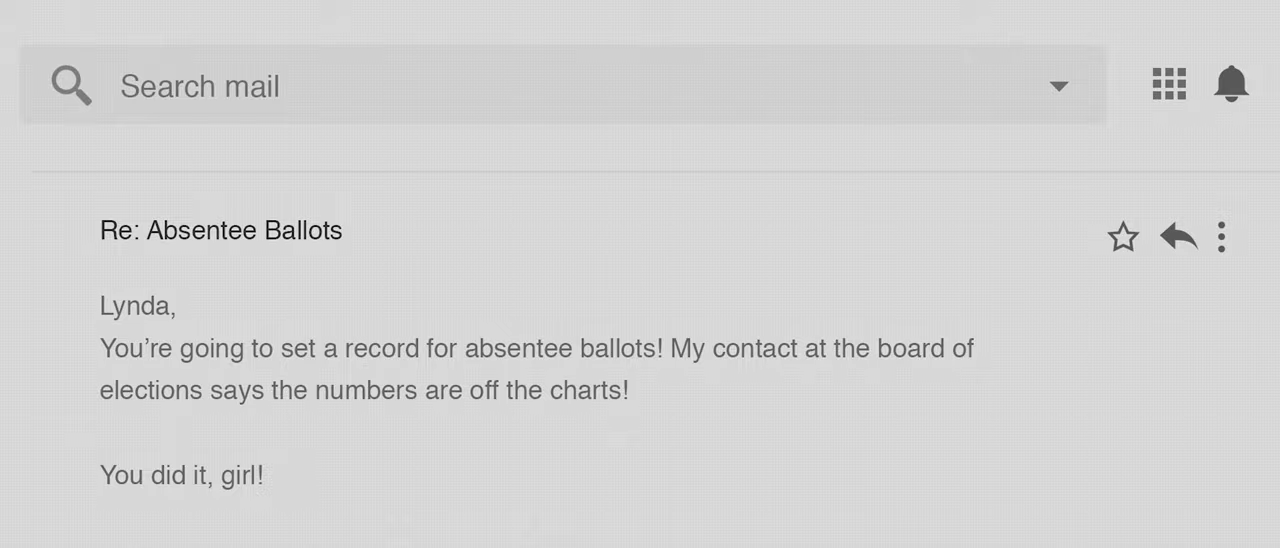 Search mail
Re: Absentee Ballots
Lynda,
You’re going to set a record for absentee ballots! My contact at the board of
elections says the numbers are off the charts!
You did it, girl!